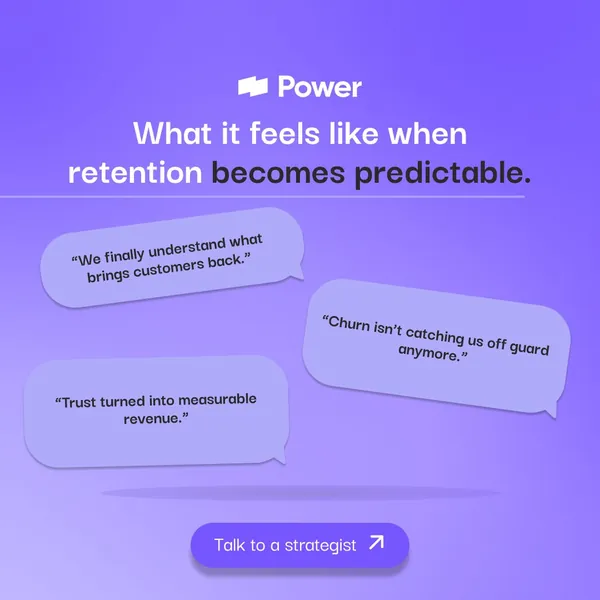 Power
What it feels like when
retention becomes predictable.
“We finally understand what
brings customers back.”
“Churn isn’t catching us off guard
anymore.”
“Trust turned into measurable
revenue.”
Talk to a strategist